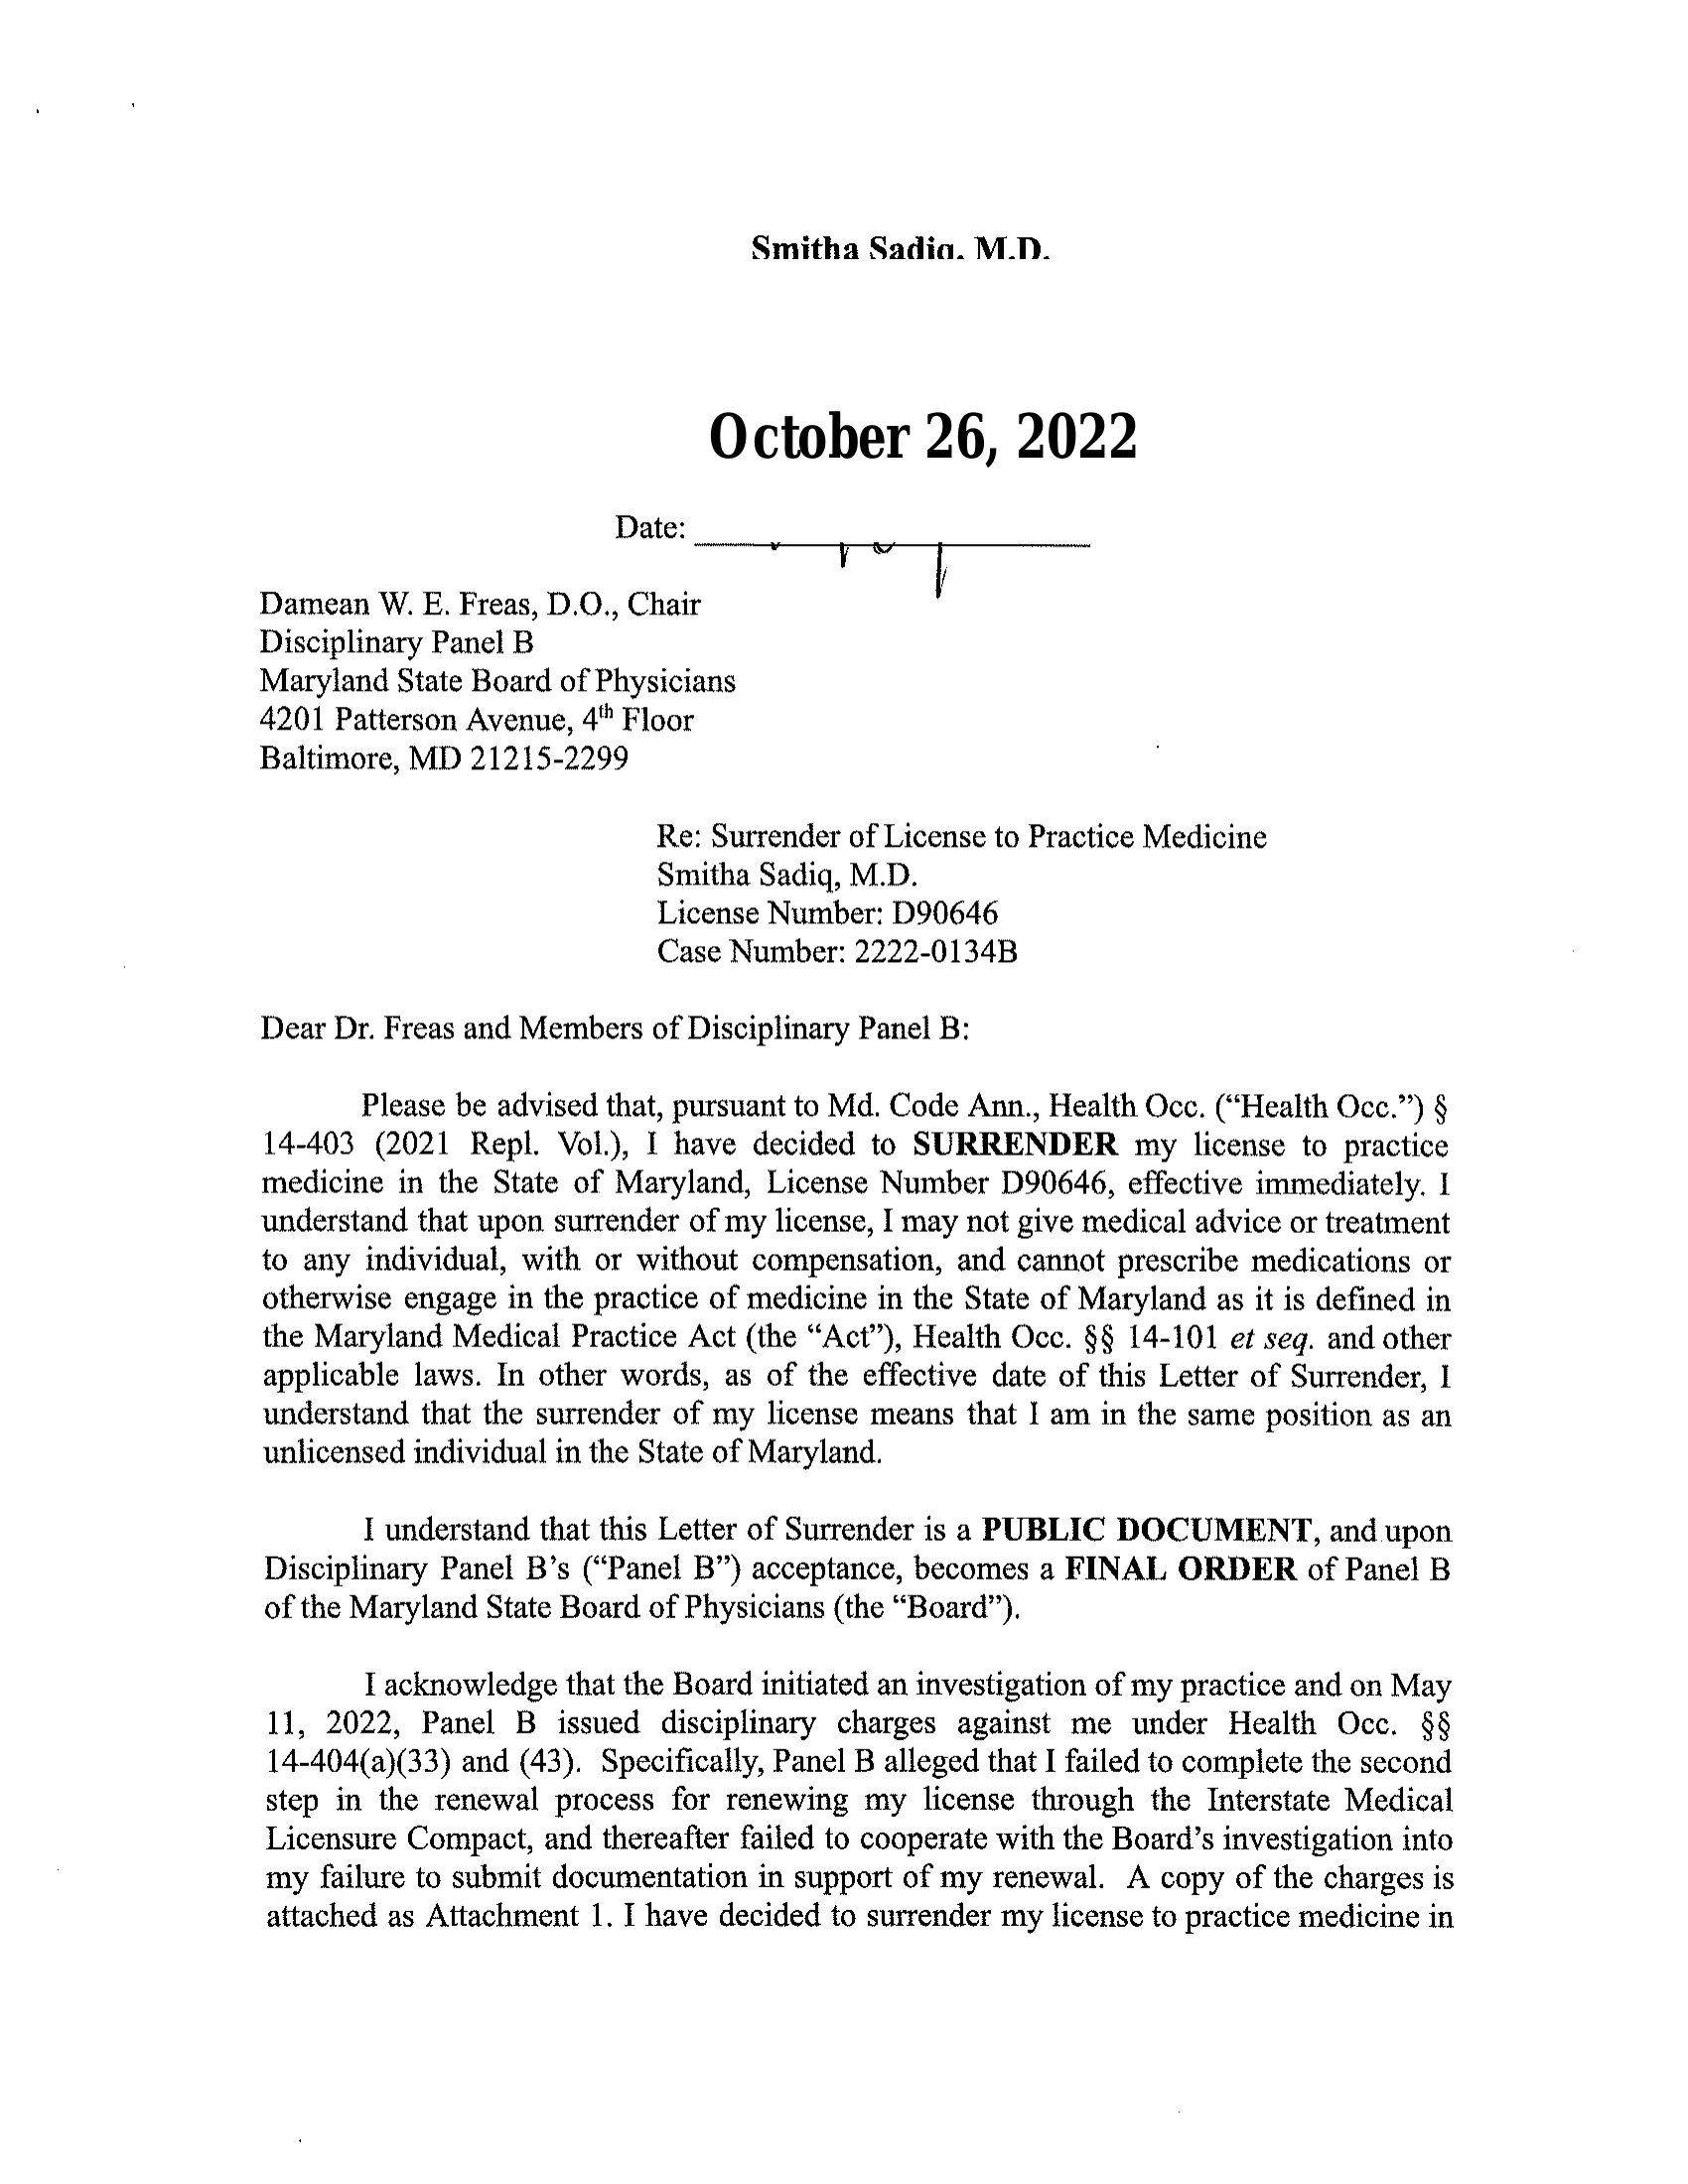 Smitha Sadiq, M.D.
October 26, 2022
Date:
Damean W. E. Freas, D.O., Chair
Disciplinary Panel B
Maryland State Board of Physicians
4201 Patterson Avenue, 4th Floor
Baltimore, MD 21215-2299
Re: Surrender of License to Practice Medicine
Smitha Sadiq, M.D.
License Number: D90646
Case Number: 2222-0134B
Dear Dr. Freas and Members of Disciplinary Panel B:
Please be advised that, pursuant to Md. Code Ann., Health Occ. (“Health Occ.”) §
14-403 (2021 Repl. Vol.), I have decided to SURRENDER my license to practice
medicine in the State of Maryland, License Number D90646, effective immediately. I
understand that upon surrender of my license, I may not give medical advice or treatment
to any individual, with or without compensation, and cannot prescribe medications or
otherwise engage in the practice of medicine in the State of Maryland as it is defined in
the Maryland Medical Practice Act (the “Act”), Health Occ. §§ 14-101 et seq. and other
applicable laws. In other words, as of the effective date of this Letter of Surrender, I
understand that the surrender of my license means that I am in the same position as an
unlicensed individual in the State of Maryland.
I understand that this Letter of Surrender is a PUBLIC DOCUMENT, and upon
Disciplinary Panel B’s (“Panel B”) acceptance, becomes a FINAL ORDER of Panel B
of the Maryland State Board of Physicians (the “Board”).
I acknowledge that the Board initiated an investigation of my practice and on May
11, 2022, Panel B issued disciplinary charges against me under Health Occ. §§
14-404(a)(33) and (43). Specifically, Panel B alleged that I failed to complete the second
step in the renewal process for renewing my license through the Interstate Medical
Licensure Compact, and thereafter failed to cooperate with the Board’s investigation into
my failure to submit documentation in support of my renewal. A copy of the charges is
attached as Attachment 1. I have decided to surrender my license to practice medicine in